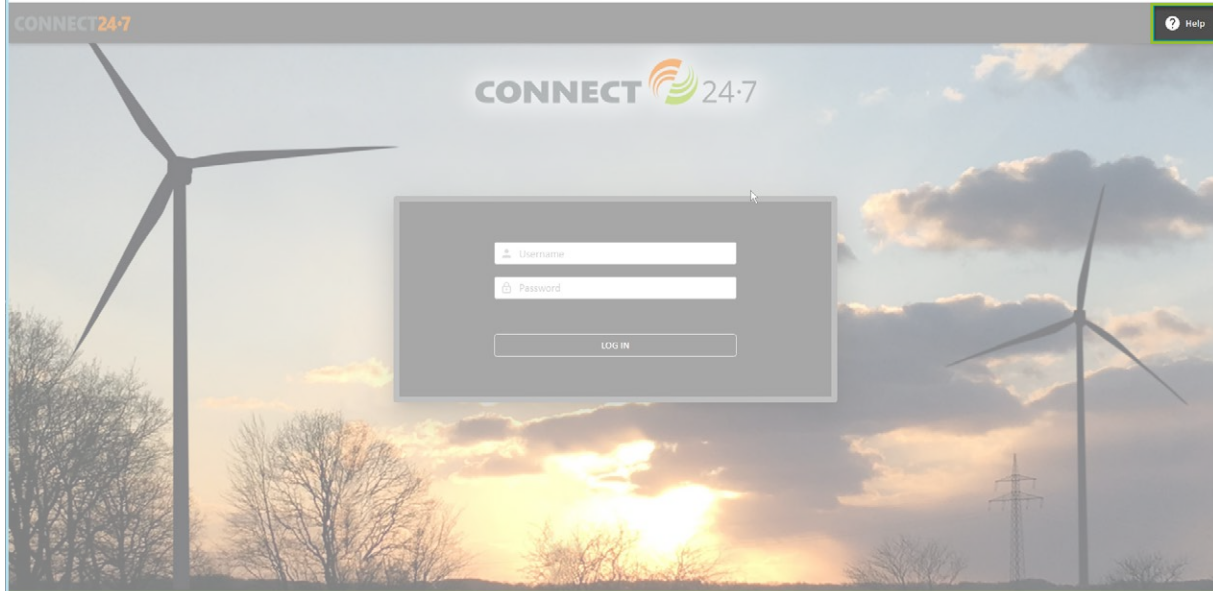 CONNECT24·7
Help
CONNECT 24·7
Username
Password
LOG IN